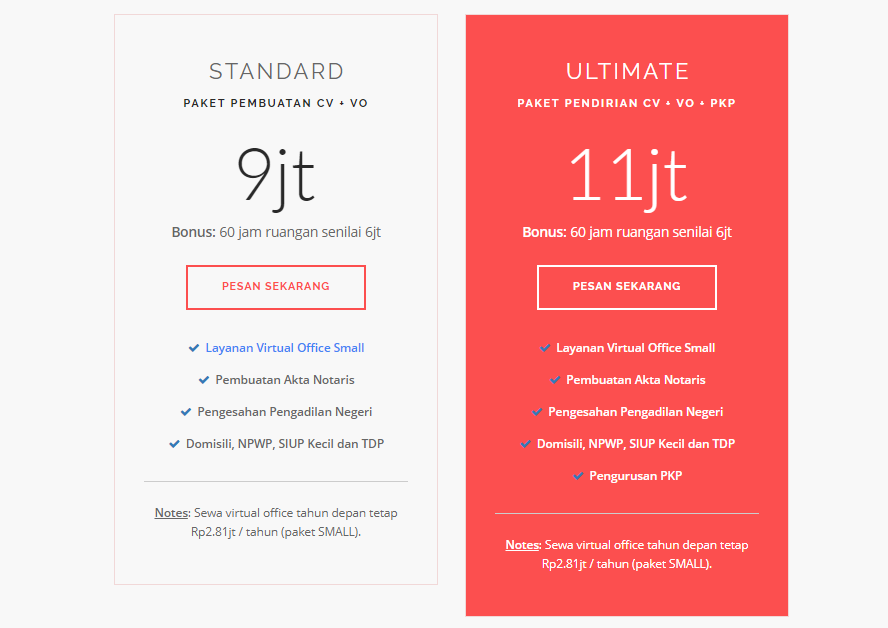 STANDARD
PAKET PEMBUATAN CV + VO
9jt
Bonus: 60 jam ruangan senilai 6jt
PESAN SEKARANG
Layanan Virtual Office Small
Pembuatan Akta Notaris
Pengesahan Pengadilan Negeri
Domisili, NPWP, SIUP Kecil dan TDP
Notes: Sewa virtual office tahun depan tetap
Rp2.81jt / tahun (paket SMALL).
ULTIMATE
PAKET PENDIRIAN CV + VO + PKP
11jt
Bonus: 60 jam ruangan senilai 6jt
PESAN SEKARANG
Layanan Virtual Office Small
Pembuatan Akta Notaris
Pengesahan Pengadilan Negeri
Domisili, NPWP, SIUP Kecil dan TDP
Pengurusan PKP
Notes: Sewa virtual office tahun depan tetap
Rp2.81jt / tahun (paket SMALL).